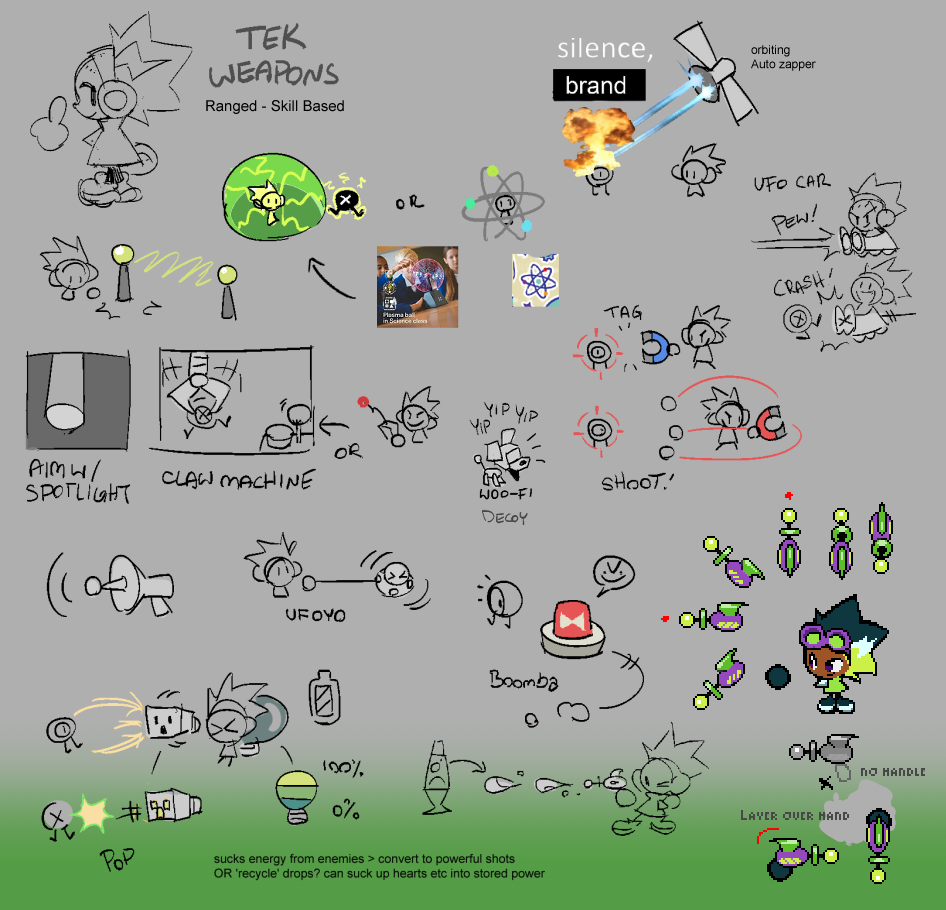 TEK
WEAPONS
Ranged - Skill Based
silence,
brand
orbiting
Auto zapper
OR
UFO CAR
PEW!
CRASH!
Plasma ball
in Science class
TAG
AIM W/
SPOTLIGHT
CLAW MACHINE
OR
YIP YIP
YIP
WOO-FI
DECOY
SHOOT!
UFOYO
Boomba
100%
0%
POP
NO HANDLE
LAYER OVER HAND
sucks energy from enemies > convert to powerful shots
OR 'recycle' drops? can suck up hearts etc into stored power